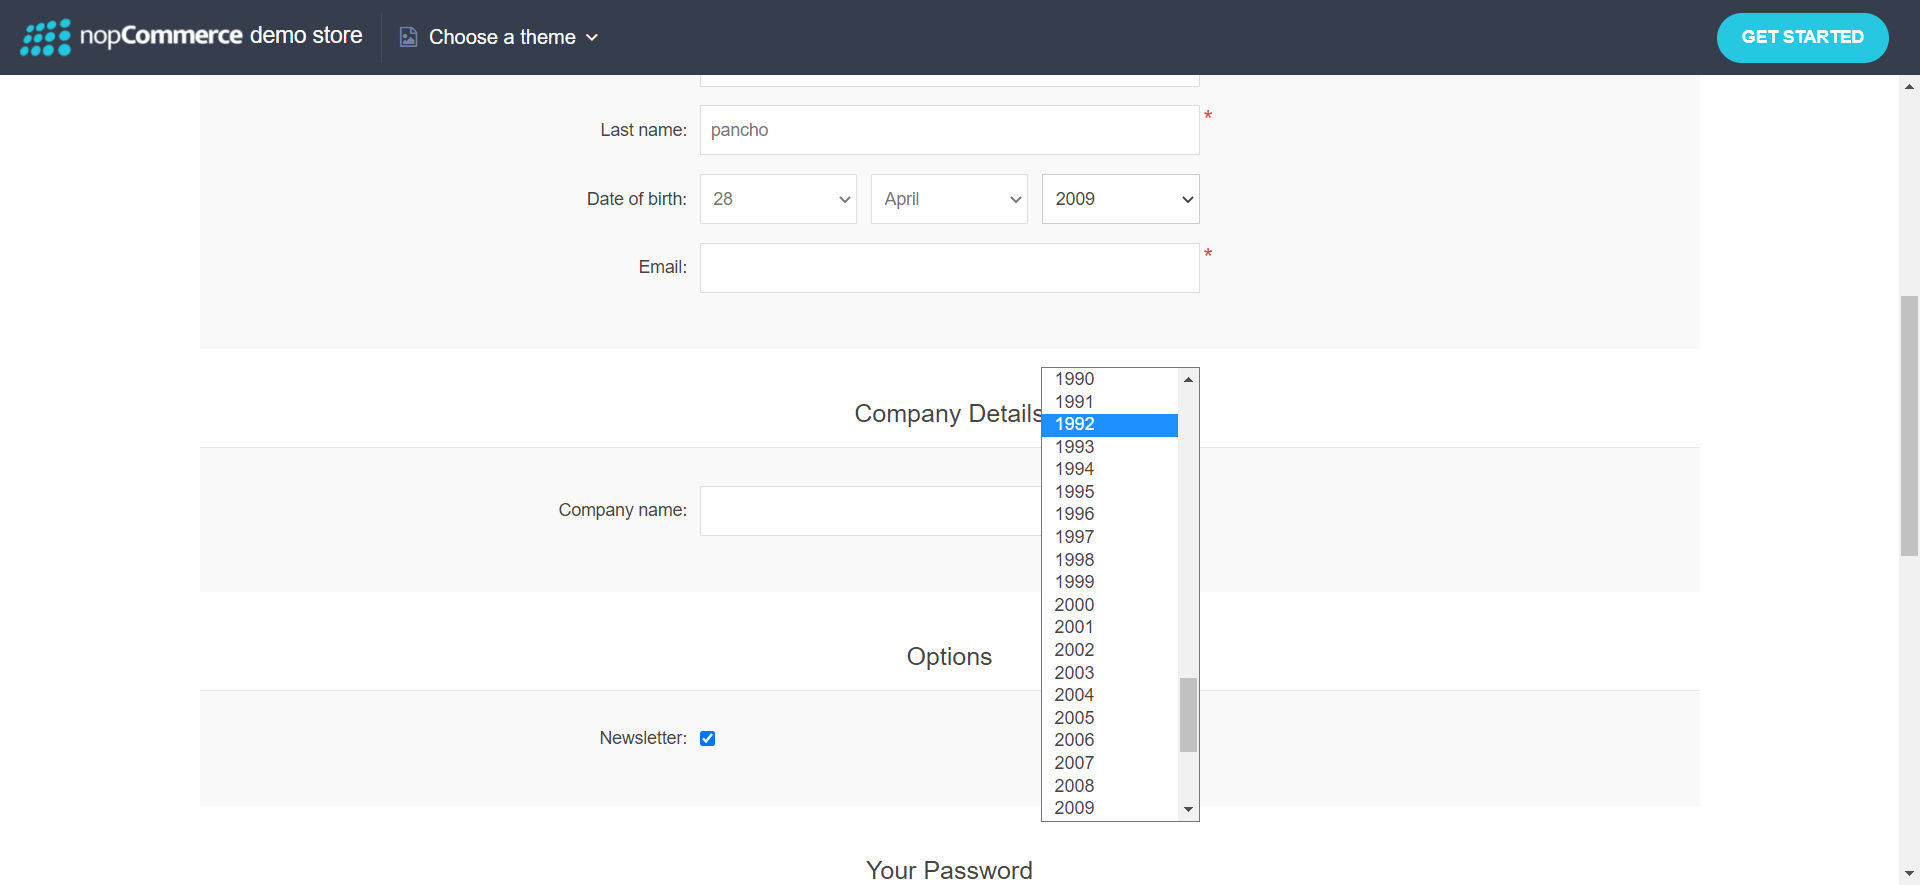 nopCommerce demo store
Choose a theme
GET STARTED
Last name: pancho *
Date of birth: 28 April 2009
Email: *
Company Details
Company name:
1990
1991
1992
1993
1994
1995
1996
1997
1998
1999
2000
2001
2002
2003
2004
2005
2006
2007
2008
2009
Options
Newsletter:
Your Password